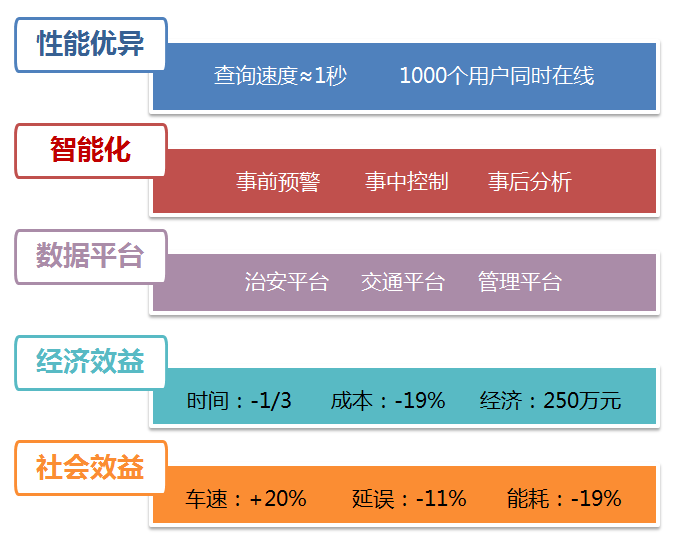 性能优异
查询速度≈1秒 1000个用户同时在线
智能化
事前预警 事中控制 事后分析
数据平台
治安平台 交通平台 管理平台
经济效益
时间：-1/3 成本：-19% 经济：250万元
社会效益
车速：+20% 延误：-11% 能耗：-19%